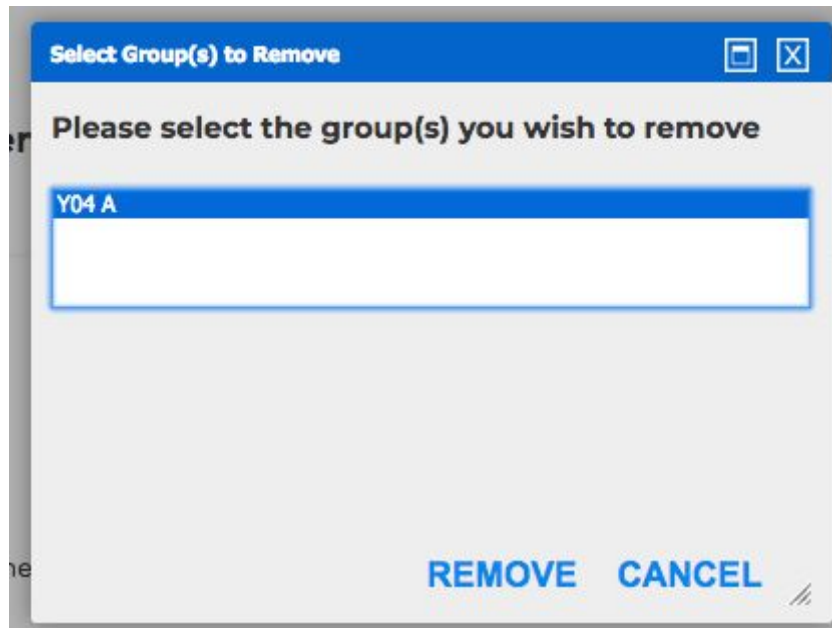 Select Group(s) to Remove
Please select the group(s) you wish to remove
Y04 A
REMOVE CANCEL